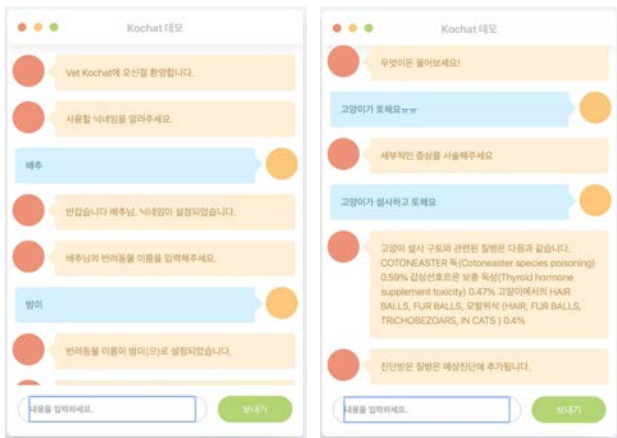 Kochat 데모
Vet Kochat에 오신걸 환영합니다.
사용할 닉네임을 알려주세요.
배추
반갑습니다 배추님. 닉네임이 설정되었습니다.
배추님의 반려동물 이름을 입력해주세요.
밤이
반려동물 이름이 밤이(으)로 설정되었습니다.
내용을 입력하세요.
보내기
Kochat 데모
무엇이든 물어보세요!
고양이가 토해요ㅠㅠ
세부적인 증상을 서술해주세요
고양이가 설사하고 토해요
고양이 설사 구토와 관련된 질병은 다음과 같습니다.
COTONEASTER 독(Cotoneaster species poisoning)
0.59% 갑상선호르몬 보충 독성(Thyroid hormone
supplement toxicity) 0.47% 고양이에서의 HAIR
BALLS, FUR BALLS, 모발위석 (HAIR, FUR BALLS,
TRICHOBEZOARS, IN CATS ) 0.4%
진단받은 질병은 예상진단에 추가됩니다.
내용을 입력하세요.
보내기